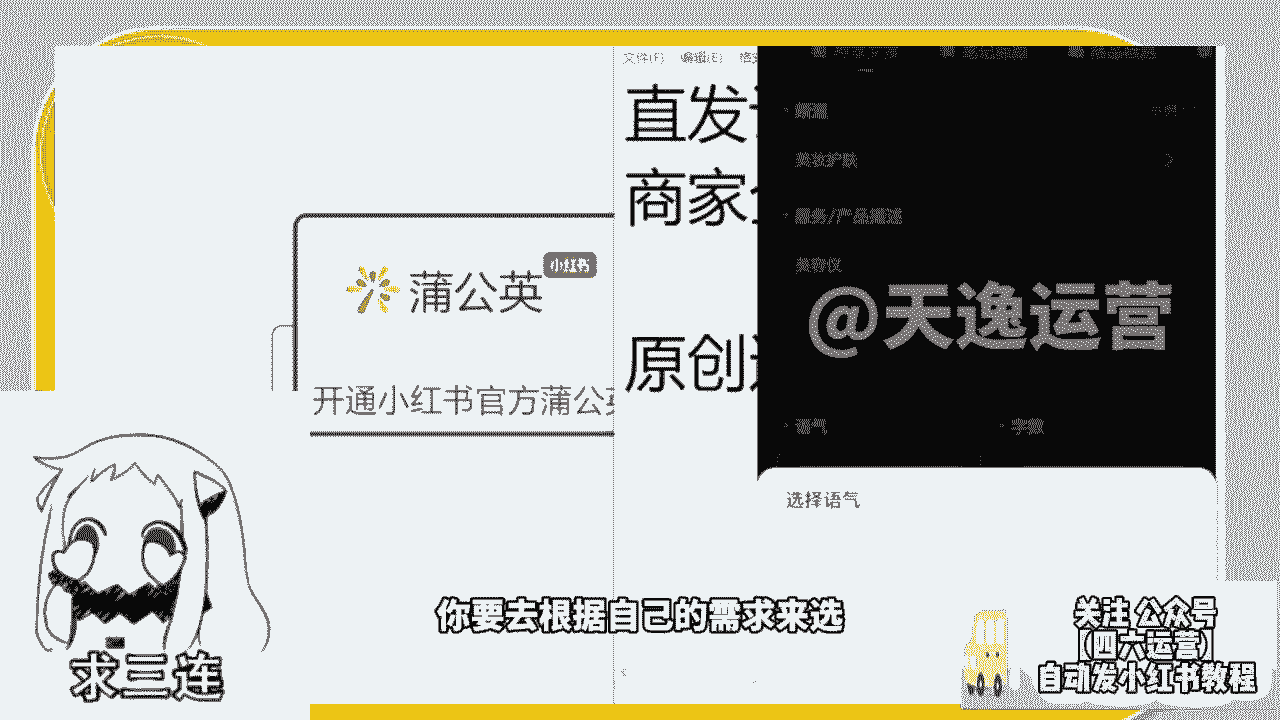 文件(F) 编辑(E)
直发
商家
小红书
蒲公英
原创
开通小红书官方蒲公
频道
美妆护肤
服务/产品描述
美容仪
@天逸运营
语气 字数
选择语气
你要去根据自己的需求来选
求三连
关注 公众号
(四六运营)
自动发小红书教程